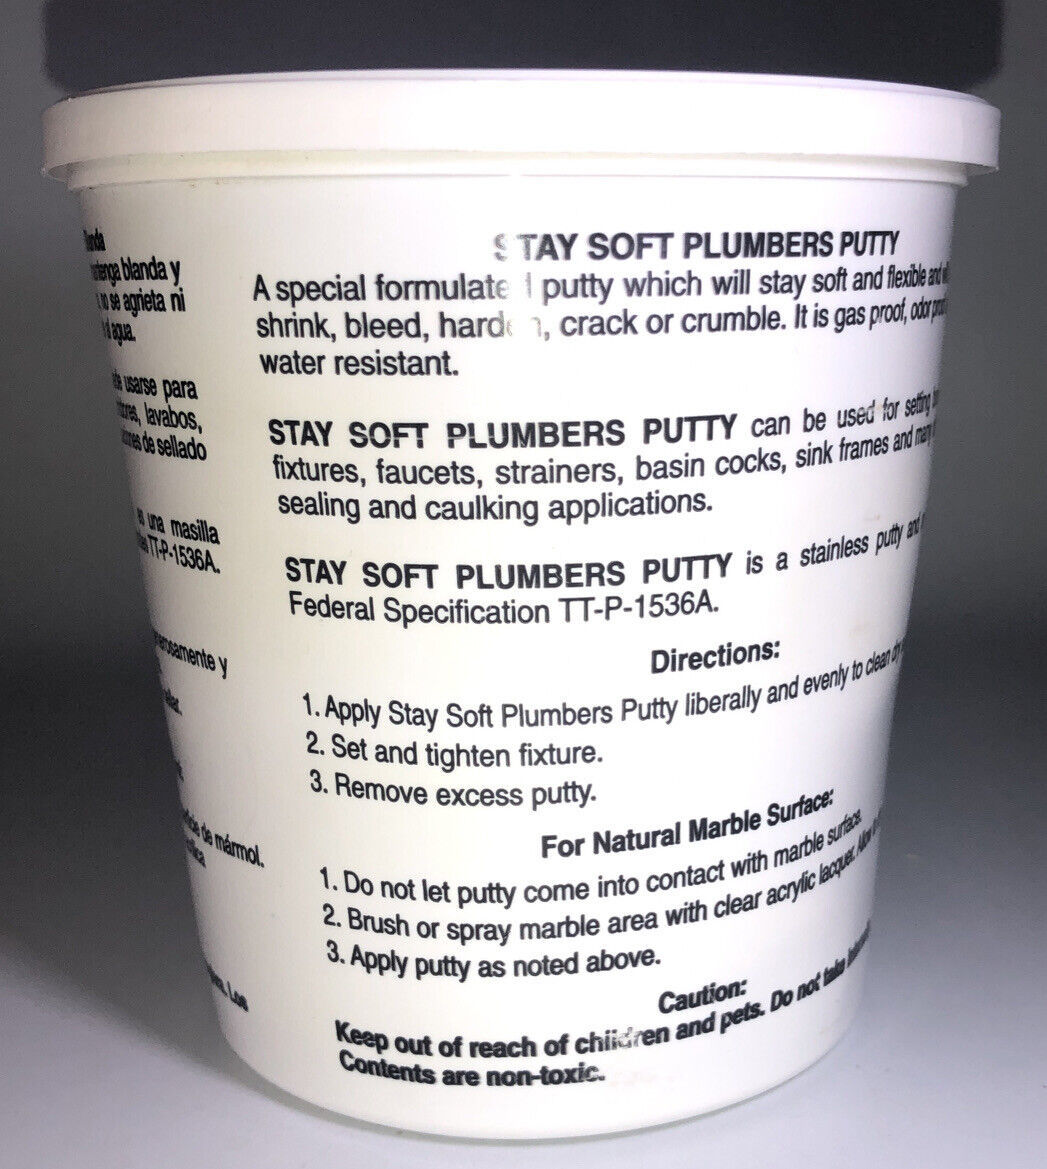 blanda y
no se agrieta ni
agua.
usarse para
lavabos,
de sellado
una masilla
TT-P-1536A.
y
de mármol.
Los
STAY SOFT PLUMBERS PUTTY
A special formulated putty which will stay soft and flexible and
shrink, bleed, harden, crack or crumble. It is gas proof, odor proof
water resistant.
STAY SOFT PLUMBERS PUTTY can be used for setting
fixtures, faucets, strainers, basin cocks, sink frames and many
sealing and caulking applications.
STAY SOFT PLUMBERS PUTTY is a stainless putty and
Federal Specification TT-P-1536A.
Directions:
1. Apply Stay Soft Plumbers Putty liberally and evenly to clean dry
2. Set and tighten fixture.
3. Remove excess putty.
For Natural Marble Surface:
1. Do not let putty come into contact with marble surface.
2. Brush or spray marble area with clear acrylic lacquer. Allow
3. Apply putty as noted above.
Caution:
Keep out of reach of children and pets. Do not take
Contents are non-toxic.